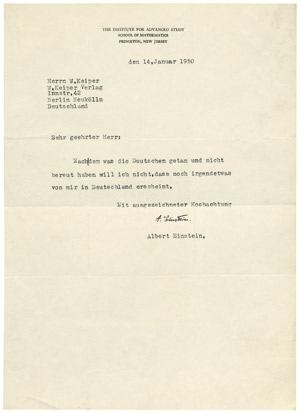 THE INSTITUTE FOR ADVANCED STUDY
SCHOOL OF MATHEMATICS
PRINCETON, NEW JERSEY
den 14.Januar 1950
Herrn W.Keiper
W.Keiper Verlag
Innstr.42
Berlin Neukölln
Deutschland
Sehr geehrter Herr:
Nachdem was die Deutschen getan und nicht
bereut haben will ich nicht,dass noch irgendetwas
von mir in Deutschland erscheint.
Mit ausgezeichneter Hochachtung
A. Einstein.
Albert Einstein.